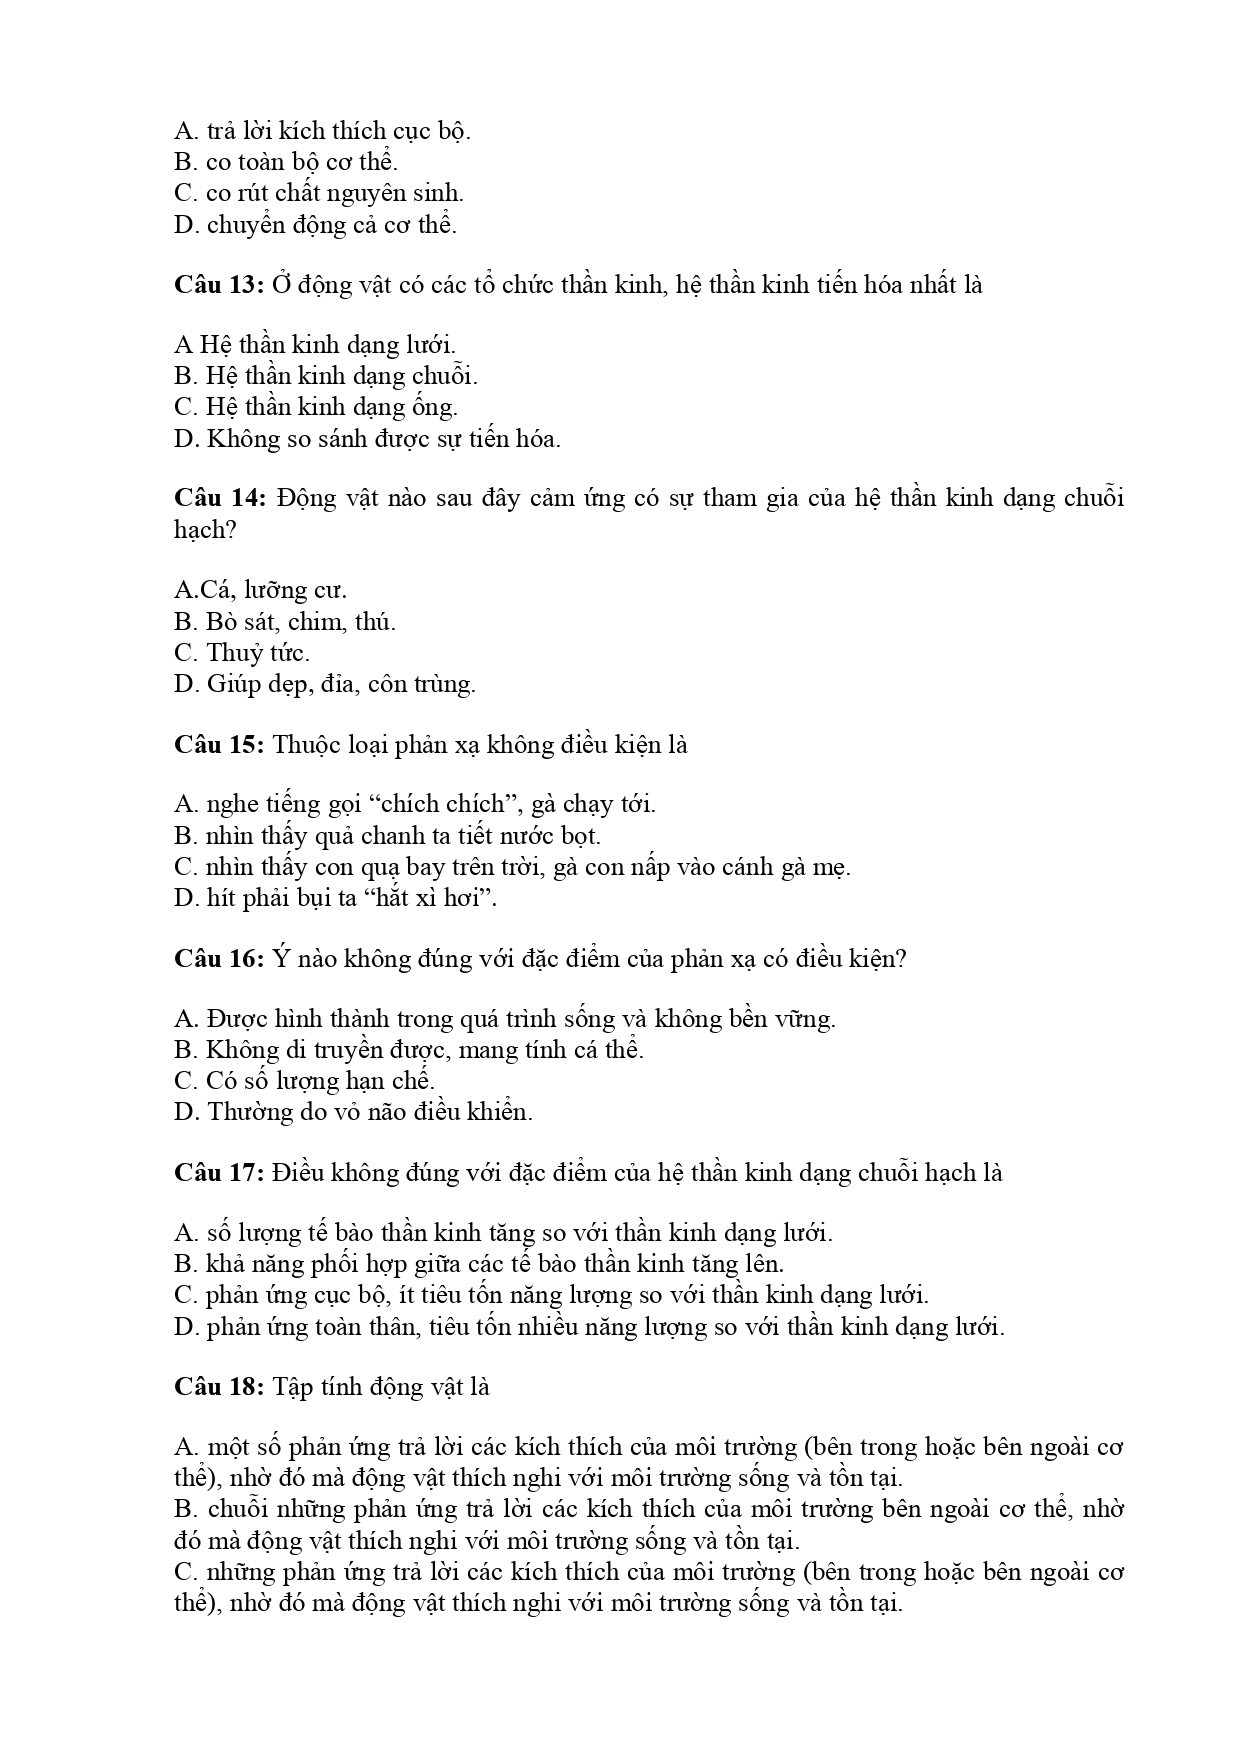 A. trả lời kích thích cục bộ.
B. co toàn bộ cơ thể.
C. co rút chất nguyên sinh.
D. chuyển động cả cơ thể.
Câu 13: Ở động vật có các tổ chức thần kinh, hệ thần kinh tiến hóa nhất là
A Hệ thần kinh dạng lưới.
B. Hệ thần kinh dạng chuỗi.
C. Hệ thần kinh dạng ống.
D. Không so sánh được sự tiến hóa.
Câu 14: Động vật nào sau đây cảm ứng có sự tham gia của hệ thần kinh dạng chuỗi
hạch?
A.Cá, lưỡng cư.
B. Bò sát, chim, thú.
C. Thuỷ tức.
D. Giúp dẹp, đỉa, côn trùng.
Câu 15: Thuộc loại phản xạ không điều kiện là
A. nghe tiếng gọi “chích chích”, gà chạy tới.
B. nhìn thấy quả chanh ta tiết nước bọt.
C. nhìn thấy con quạ bay trên trời, gà con nấp vào cánh gà mẹ.
D. hít phải bụi ta “hắt xì hơi”.
Câu 16: Ý nào không đúng với đặc điểm của phản xạ có điều kiện?
A. Được hình thành trong quá trình sống và không bền vững.
B. Không di truyền được, mang tính cá thể.
C. Có số lượng hạn chế.
D. Thường do vỏ não điều khiển.
Câu 17: Điều không đúng với đặc điểm của hệ thần kinh dạng chuỗi hạch là
A. số lượng tế bào thần kinh tăng so với thần kinh dạng lưới.
B. khả năng phối hợp giữa các tế bào thần kinh tăng lên.
C. phản ứng cục bộ, ít tiêu tốn năng lượng so với thần kinh dạng lưới.
D. phản ứng toàn thân, tiêu tốn nhiều năng lượng so với thần kinh dạng lưới.
Câu 18: Tập tính động vật là
A. một số phản ứng trả lời các kích thích của môi trường (bên trong hoặc bên ngoài cơ
thể), nhờ đó mà động vật thích nghi với môi trường sống và tồn tại.
B. chuỗi những phản ứng trả lời các kích thích của môi trường bên ngoài cơ thể, nhờ
đó mà động vật thích nghi với môi trường sống và tồn tại.
C. những phản ứng trả lời các kích thích của môi trường (bên trong hoặc bên ngoài cơ
thể), nhờ đó mà động vật thích nghi với môi trường sống và tồn tại.